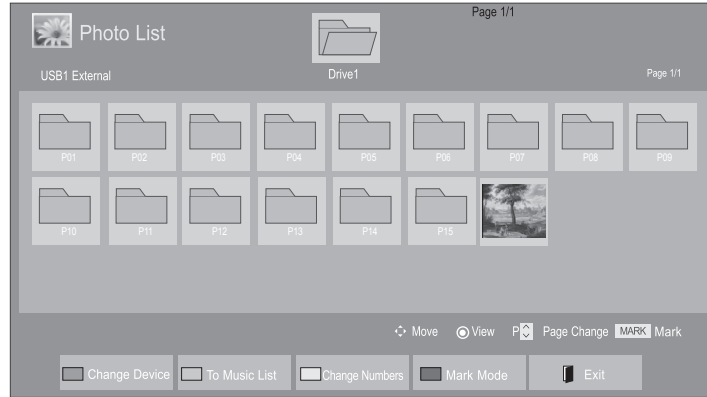 Page 1/1
Photo List
Drive1
USB1 External
Page 1/1
P01 P02 P03 P04 P05 P06 P07 P08 P09
P10 P11 P12 P13 P14 P15
Move View P Page Change MARK Mark
Change Device To Music List Change Numbers Mark Mode Exit